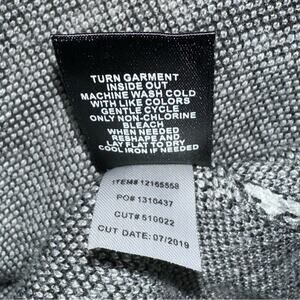 TURN GARMENT
INSIDE OUT
MACHINE WASH COLD
WITH LIKE COLORS
GENTLE CYCLE
ONLY NON-CHLORINE
BLEACH
WHEN NEEDED
RESHAPE AND
LAY FLAT TO DRY
COOL IRON IF NEEDED
ITEM# 12165558
PO# 1310437
CUT# 510022
CUT DATE: 07/2019